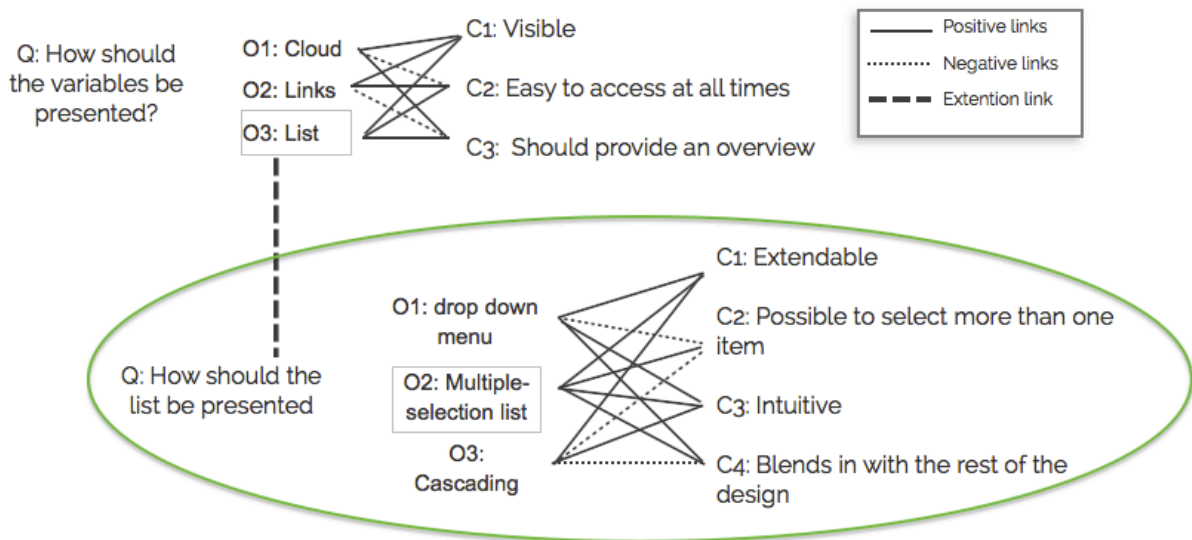 Q: How should
the variables be
presented?
O1: Cloud
O2: Links
O3: List
C1: Visible
C2: Easy to access at all times
C3: Should provide an overview
Positive links
Negative links
Extention link
Q: How should the
list be presented
O1: drop down
menu
O2: Multiple-
selection list
O3:
Cascading
C1: Extendable
C2: Possible to select more than one
item
C3: Intuitive
C4: Blends in with the rest of the
design